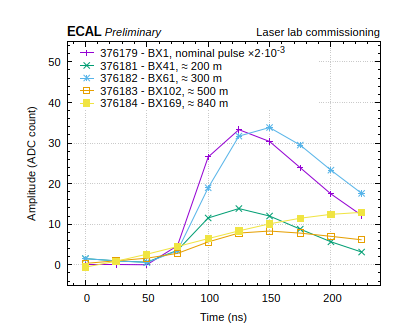 ECAL Preliminary Laser lab commissioning
376179 - BX1, nominal pulse ×2·10⁻³
376181 - BX41, ≈ 200 m
376182 - BX61, ≈ 300 m
376183 - BX102, ≈ 500 m
376184 - BX169, ≈ 840 m
Amplitude (ADC count)
50
40
30
20
10
0
0 50 100 150 200
Time (ns)